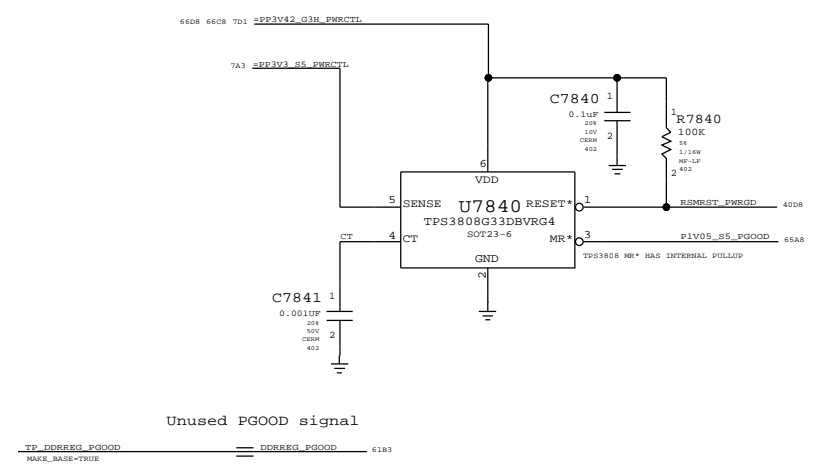 66D8 66C8 7D1 =PP3V42_G3H_PWRCTL
7A3 =PP3V3_S5_PWRCTL
C7840 1
0.1uF
20%
10V
CERM
402
2
1
R7840
100K
5%
1/16W
MF-LF
402
2
6
VDD
5 SENSE U7840 RESET* 1 RSMRST_PWRGD 40D8
TPS3808G33DBVRG4
CT 4 CT SOT23-6 MR* 3 P1V05_S5_PGOOD 65A8
GND
TPS3808 MR* HAS INTERNAL PULLUP
2
C7841 1
0.001UF
20%
50V
CERM
402
2
Unused PGOOD signal
TP_DDRREG_PGOOD DDRREG_PGOOD 61B3
MAKE_BASE=TRUE